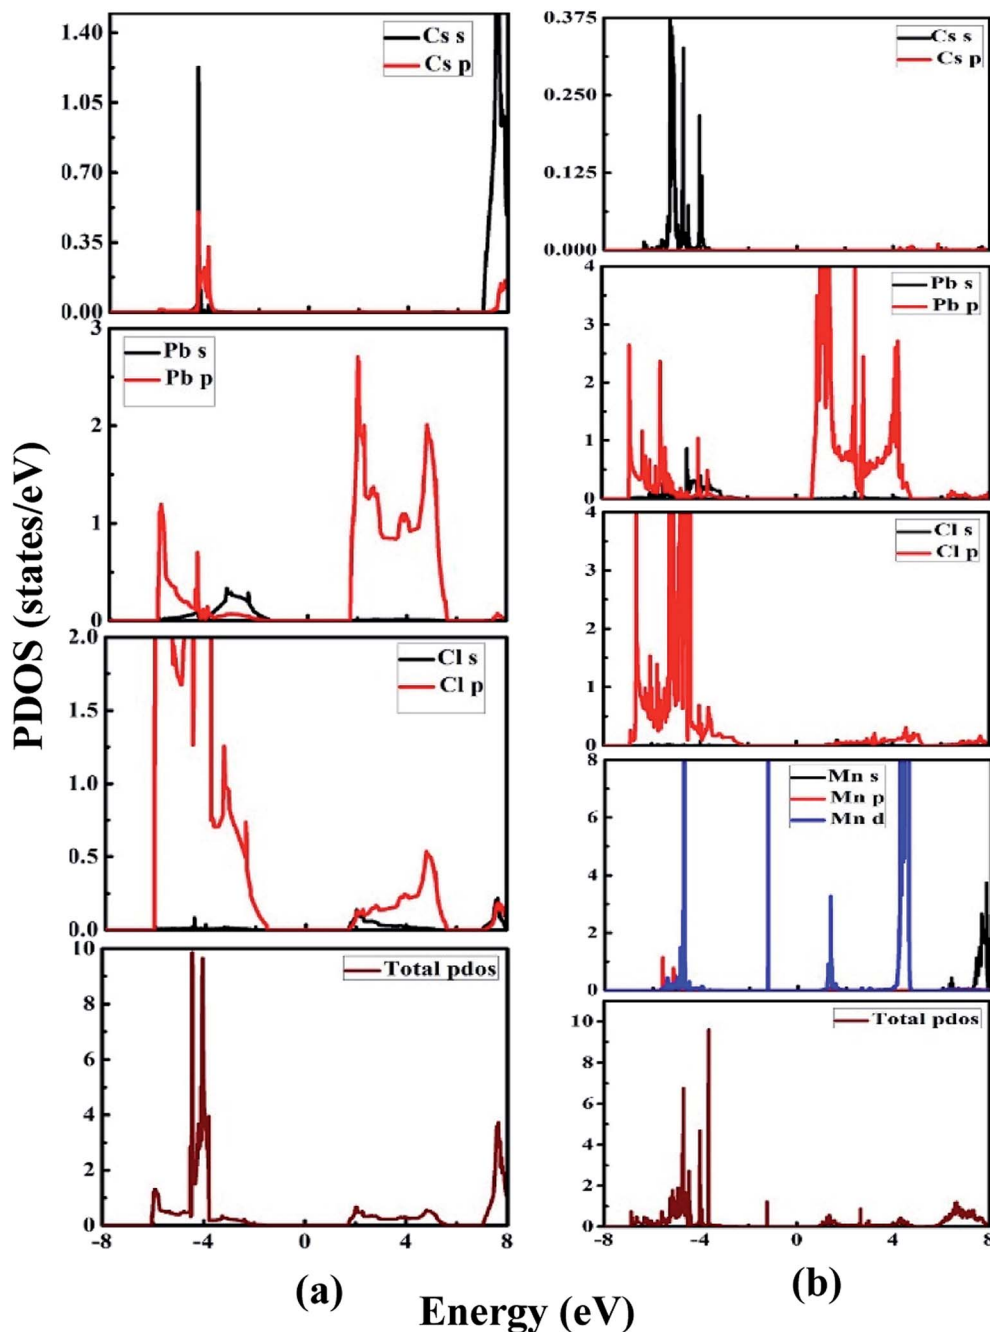 PDOS (states/eV)
1.40
1.05
0.70
0.35
0.00
Cs s
Cs p
3
2
1
0
Pb s
Pb p
2.0
1.5
1.0
0.5
0.0
Cl s
Cl p
10
8
6
4
2
0
Total pdos
-8
-4
0
4
8
(a)
0.375
0.250
0.125
0.000
Cs s
Cs p
4
3
2
1
0
Pb s
Pb p
4
3
2
1
0
Cl s
Cl p
8
6
4
2
0
Mn s
Mn p
Mn d
10
8
6
4
2
0
Total pdos
-8
-4
0
4
8
(b)
Energy (eV)